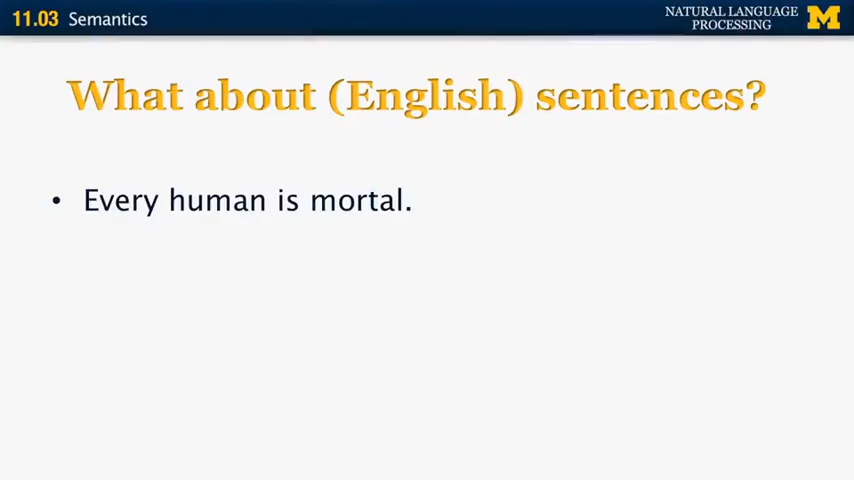 11.03 Semantics
NATURAL LANGUAGE
PROCESSING
M
What about (English) sentences?
• Every human is mortal.